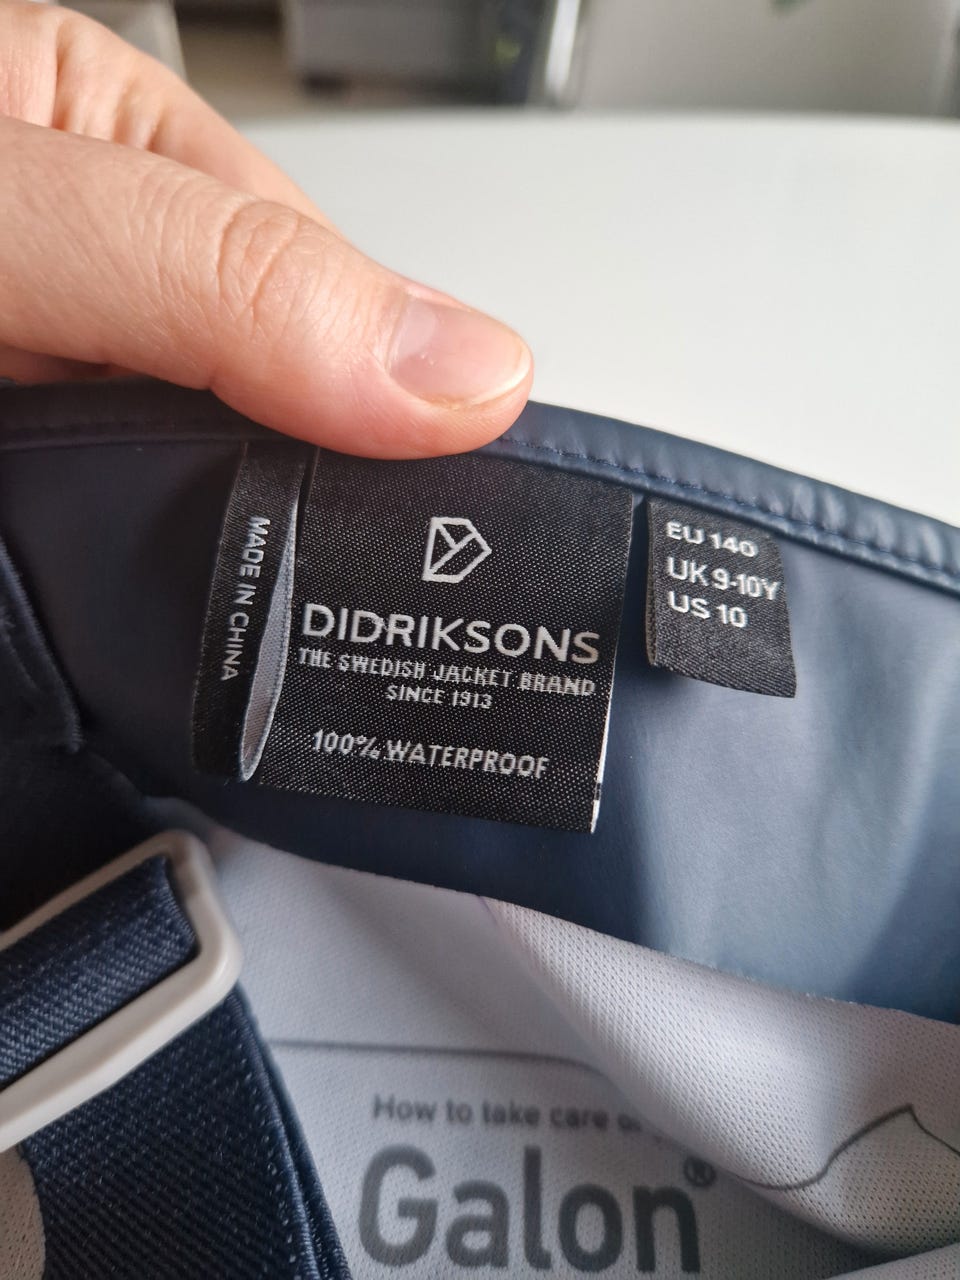 MADE IN CHINA
DIDRIKSONS
THE SWEDISH JACKET BRAND
SINCE 1913
100% WATERPROOF
EU 140
UK 9-10Y
US 10
How to take care
Galon®